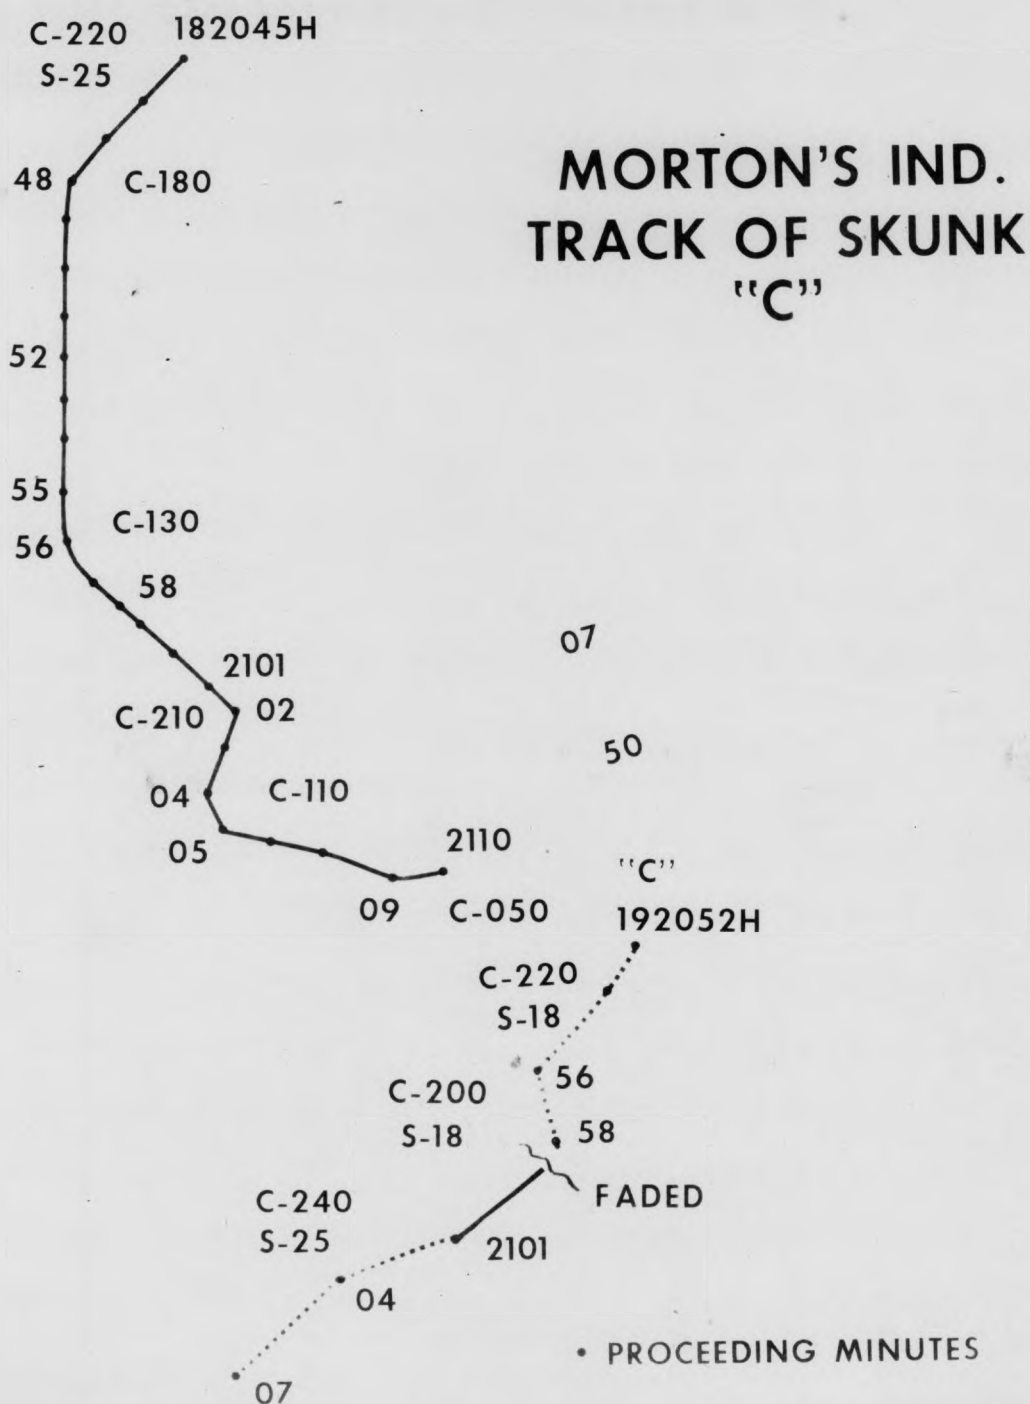 C-220 182045H
S-25
MORTON'S IND.
TRACK OF SKUNK
"C"
48 C-180
52
55
C-130
56
58
07
2101
C-210 02
50
04 C-110
05
2110
"C"
09 C-050
192052H
C-220
S-18
56
C-200
S-18
58
FADED
C-240
S-25
2101
04
• PROCEEDING MINUTES
07